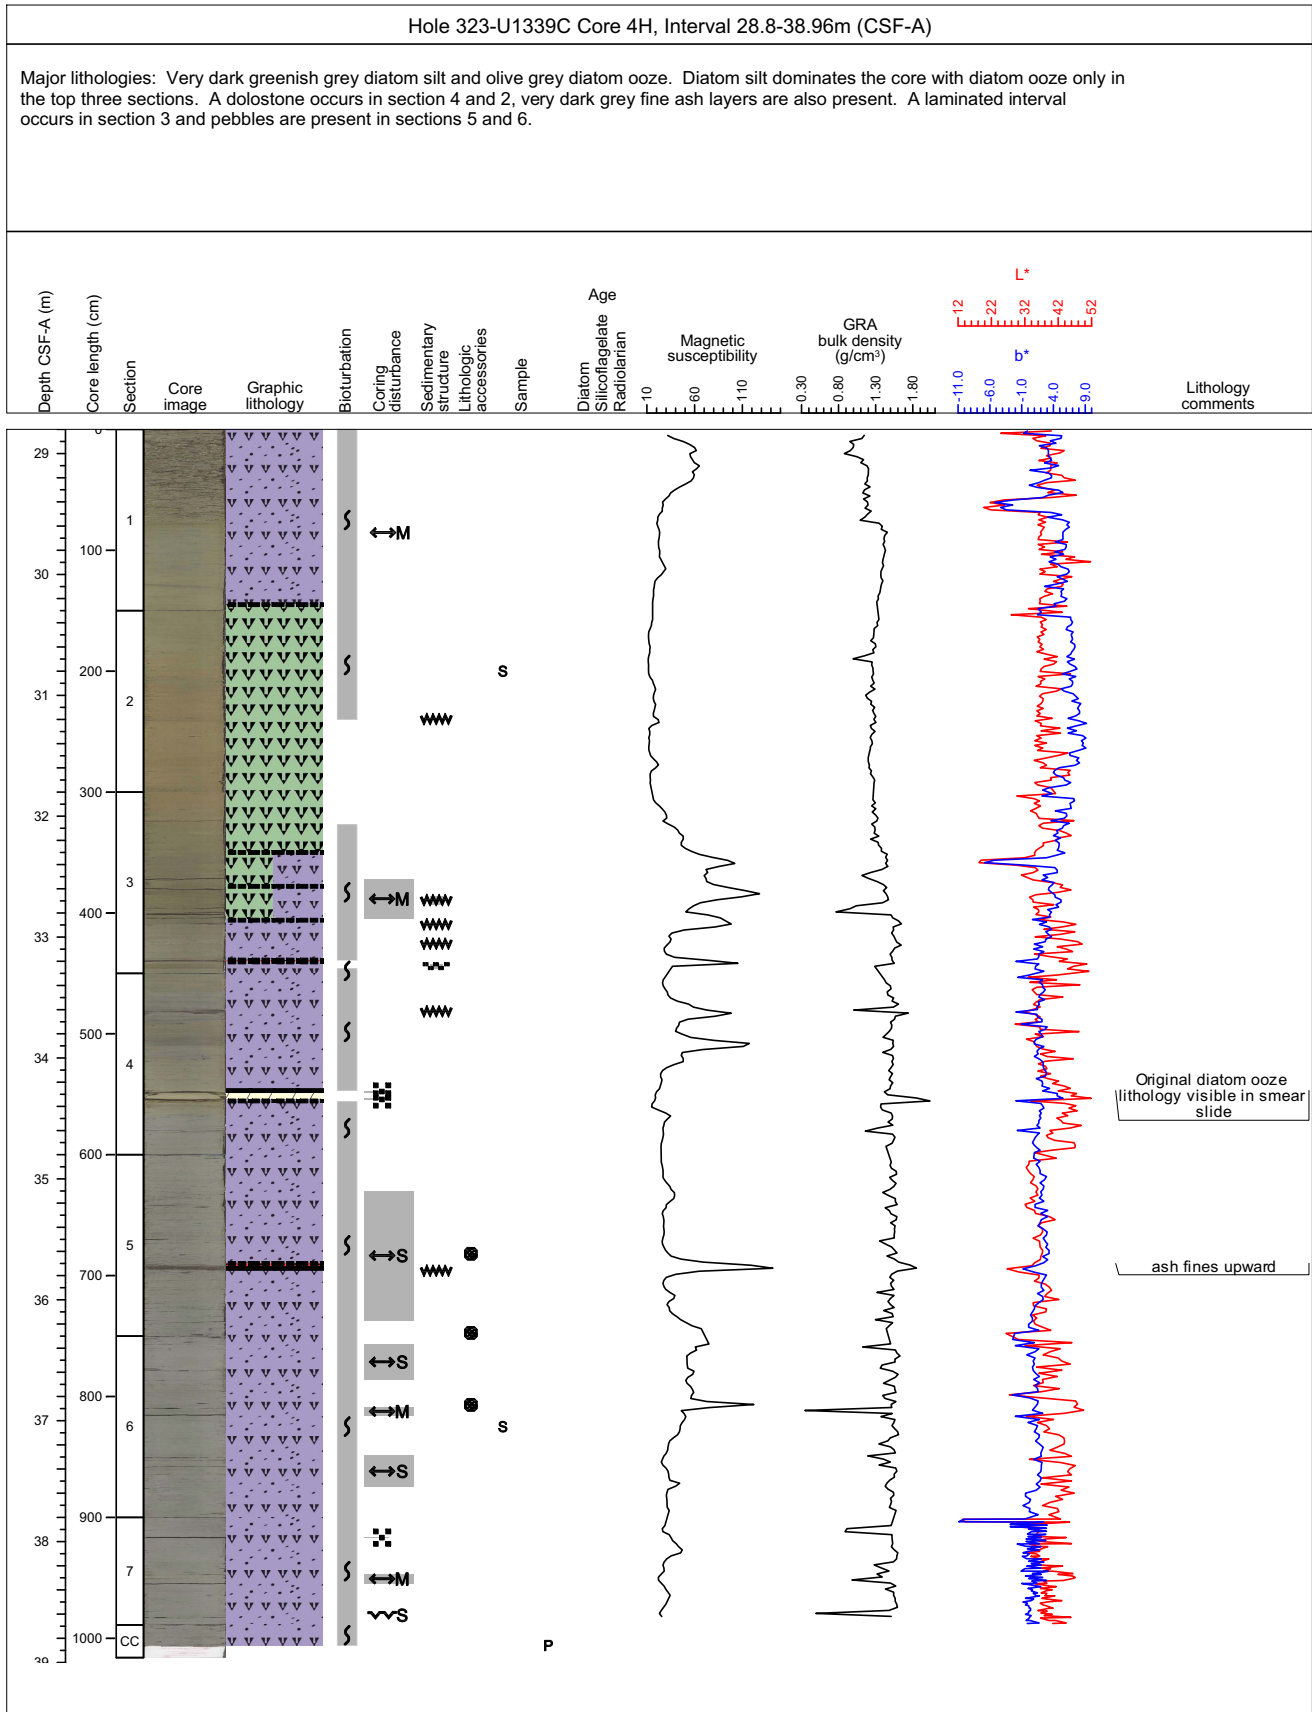 Hole 323-U1339C Core 4H, Interval 28.8-38.96m (CSF-A)
Major lithologies: Very dark greenish grey diatom silt and olive grey diatom ooze. Diatom silt dominates the core with diatom ooze only in
the top three sections. A dolostone occurs in section 4 and 2, very dark grey fine ash layers are also present. A laminated interval
occurs in section 3 and pebbles are present in sections 5 and 6.
Depth CSF-A (m)
Core length (cm)
Section
Core
image
Graphic
lithology
Bioturbation
Coring
disturbance
Sedimentary
structure
Lithologic
accessories
Sample
Age
Diatom
Silicoflagelate
Radiolarian
Magnetic
susceptibility
10 60 110
GRA
bulk density
(g/cm³)
0.30 0.80 1.30 1.80
L*
12 22 32 42 52
b*
-11.0 -6.0 -1.0 4.0 9.0
Lithology
comments
0
29
1
M
100
30
200
S
31
2
300
32
3
M
400
33
500
34
4
Original diatom ooze
lithology visible in smear
slide
600
35
5
S
700
ash fines upward
36
S
800
M
37
6
S
S
900
38
7
M
S
1000
CC
P
39